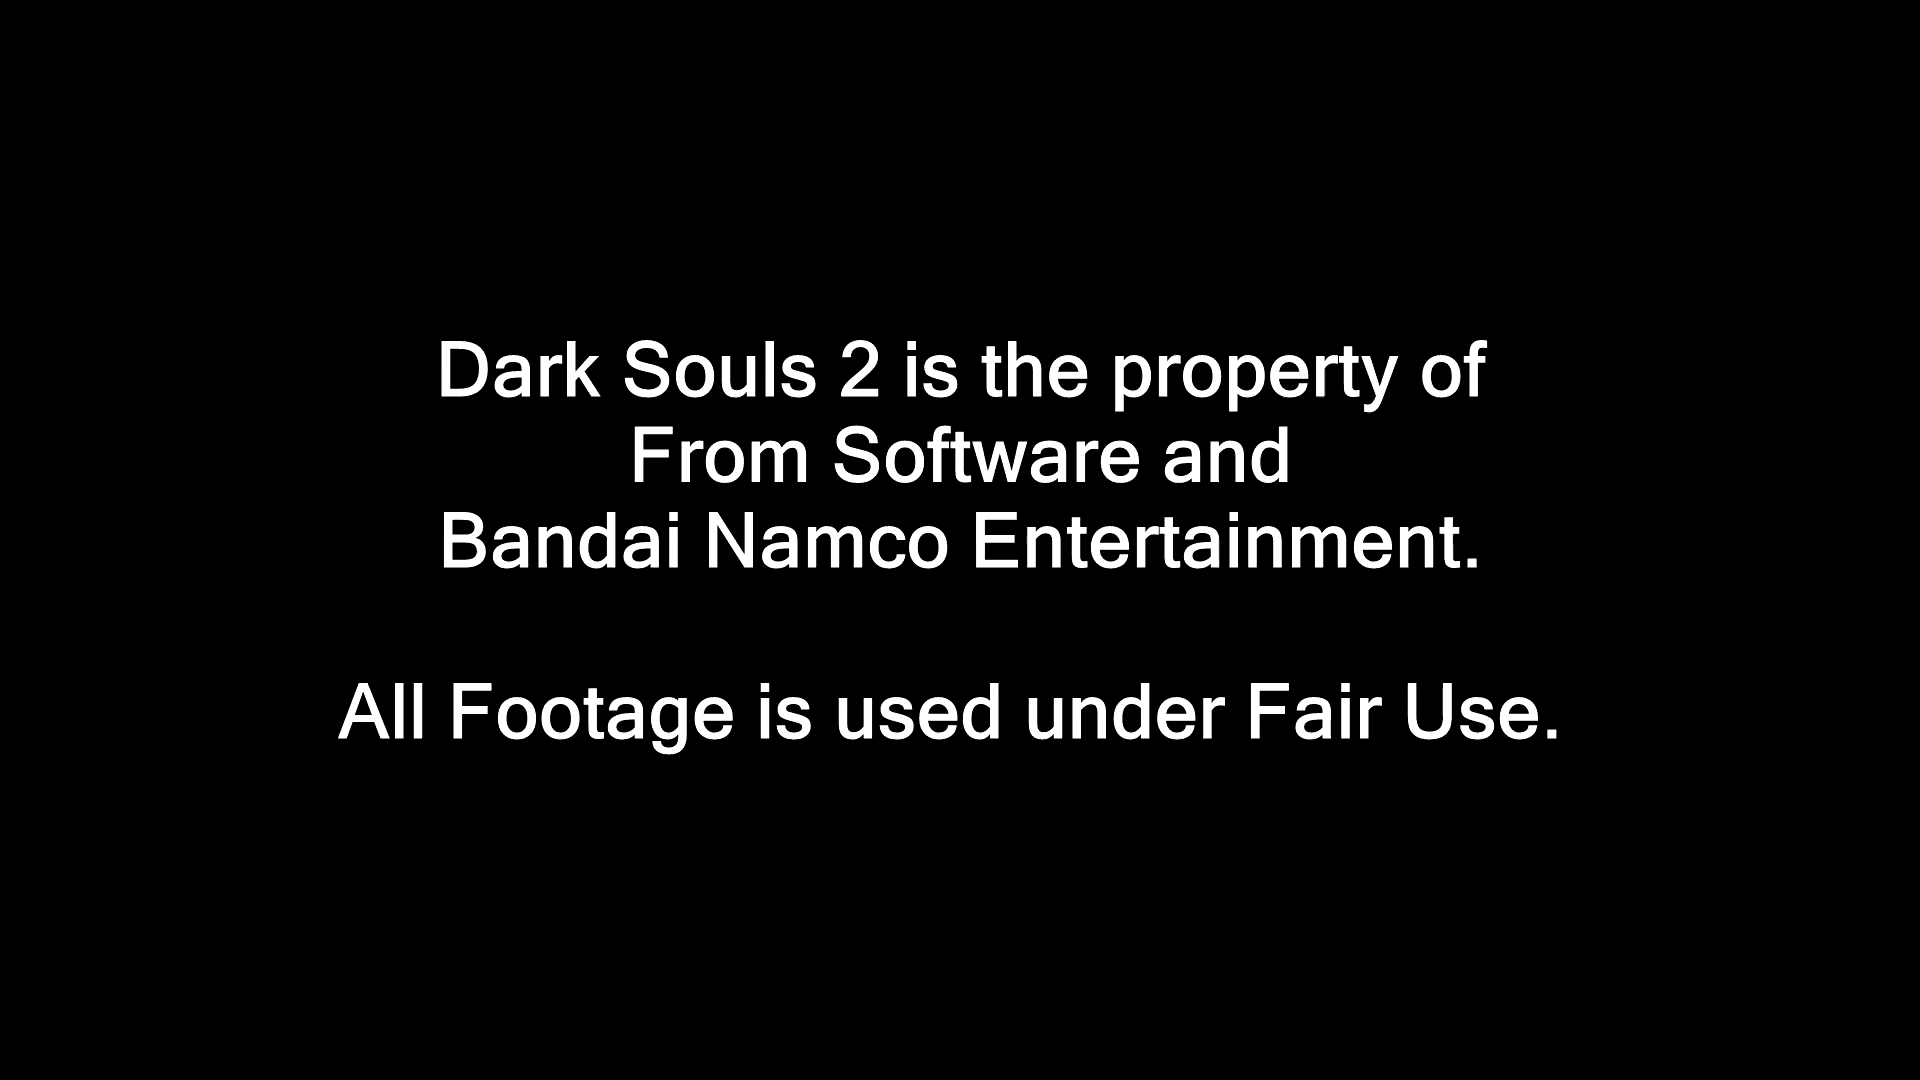 Dark Souls 2 is the property of
From Software and
Bandai Namco Entertainment.
All Footage is used under Fair Use.